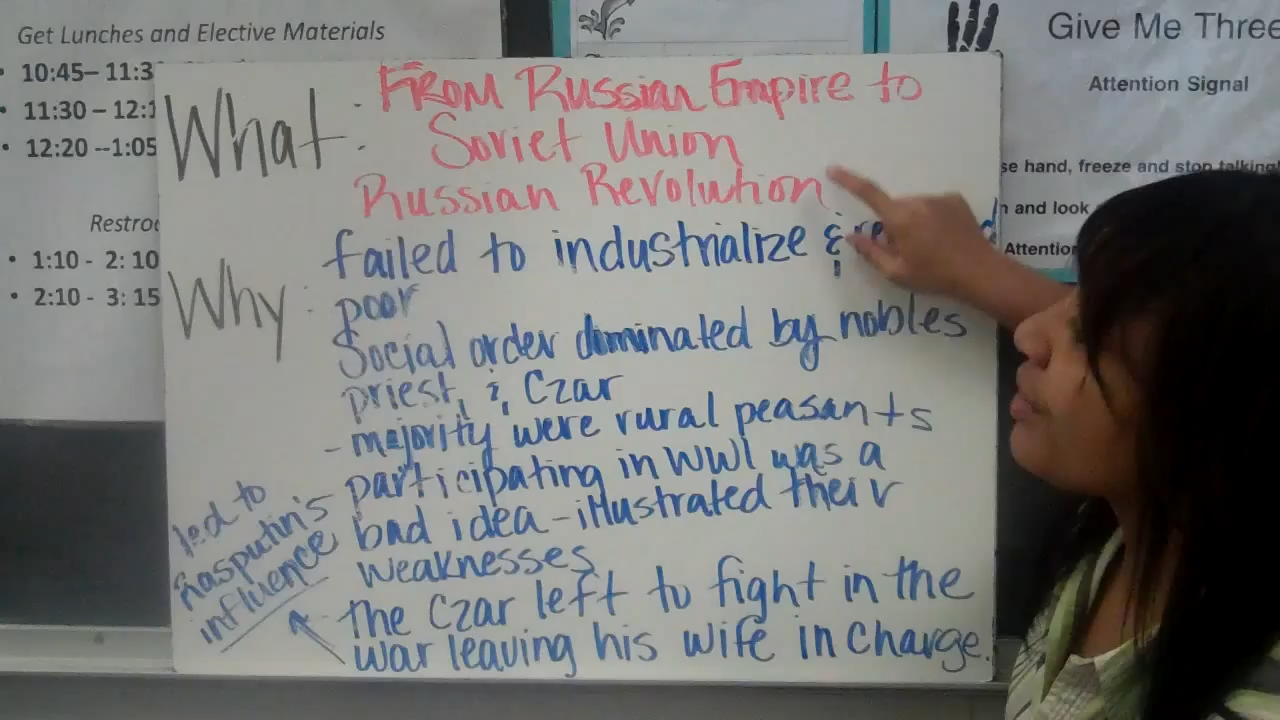 Get Lunches and Elective Materials
• 10:45– 11:3
• 11:30 – 12:1
• 12:20 --1:05
Restro
• 1:10 - 2: 10
• 2:10 - 3: 15
Give Me Three
Attention Signal
se hand, freeze and stop talking
n and look
Attentio
What: FROM Russian Empire to
Soviet Union
Russian Revolution
Why: failed to industrialize &
poor
Social order dominated by nobles
priest, &, Czar
- majority were rural peasants
participating in WWI was a
bad idea - illustrated their
weaknesses
the Czar left to fight in the
war leaving his wife in charge.
led to
Rasputin's
influence